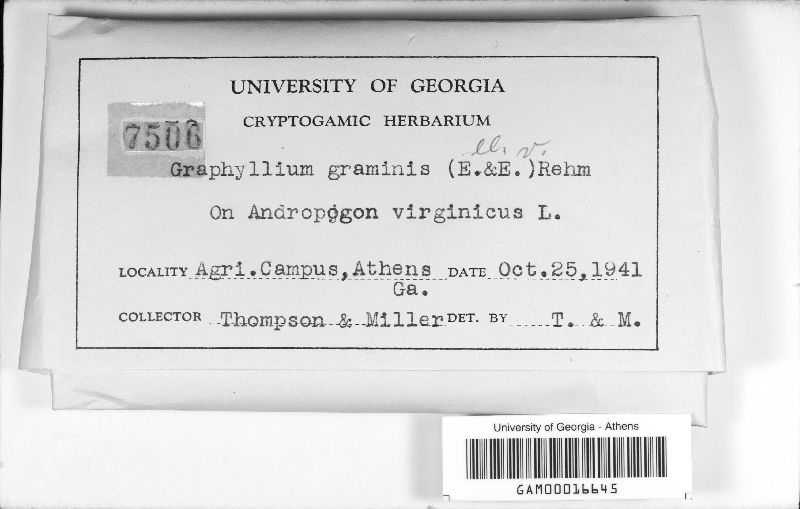 UNIVERSITY OF GEORGIA
CRYPTOGAMIC HERBARIUM
7506
Graphyllium graminis (E.&E.)Rehm
On Andropogon virginicus L.
LOCALITY Agri.Campus,Athens DATE Oct.25,1941
Ga.
COLLECTOR Thompson & Miller DET. BY T. & M.
University of Georgia - Athens
GAM00016645